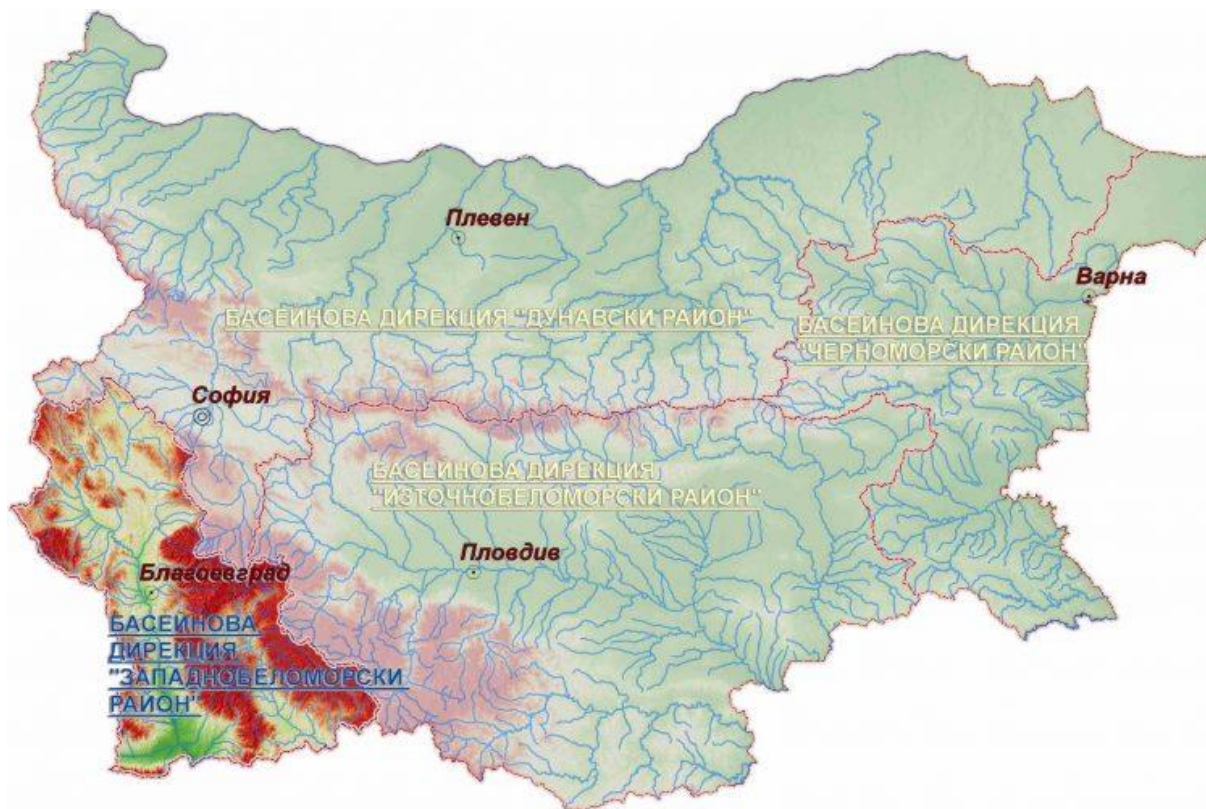 Плевен
Варна
БАСЕЙНОВА ДИРЕКЦИЯ "ДУНАВСКИ РАЙОН"
БАСЕЙНОВА ДИРЕКЦИЯ
"ЧЕРНОМОРСКИ РАЙОН"
София
БАСЕЙНОВА ДИРЕКЦИЯ
"ИЗТОЧНОБЕЛОМОРСКИ РАЙОН"
Пловдив
Благоевград
БАСЕЙНОВА
ДИРЕКЦИЯ
"ЗАПАДНОБЕЛОМОРСКИ
РАЙОН"